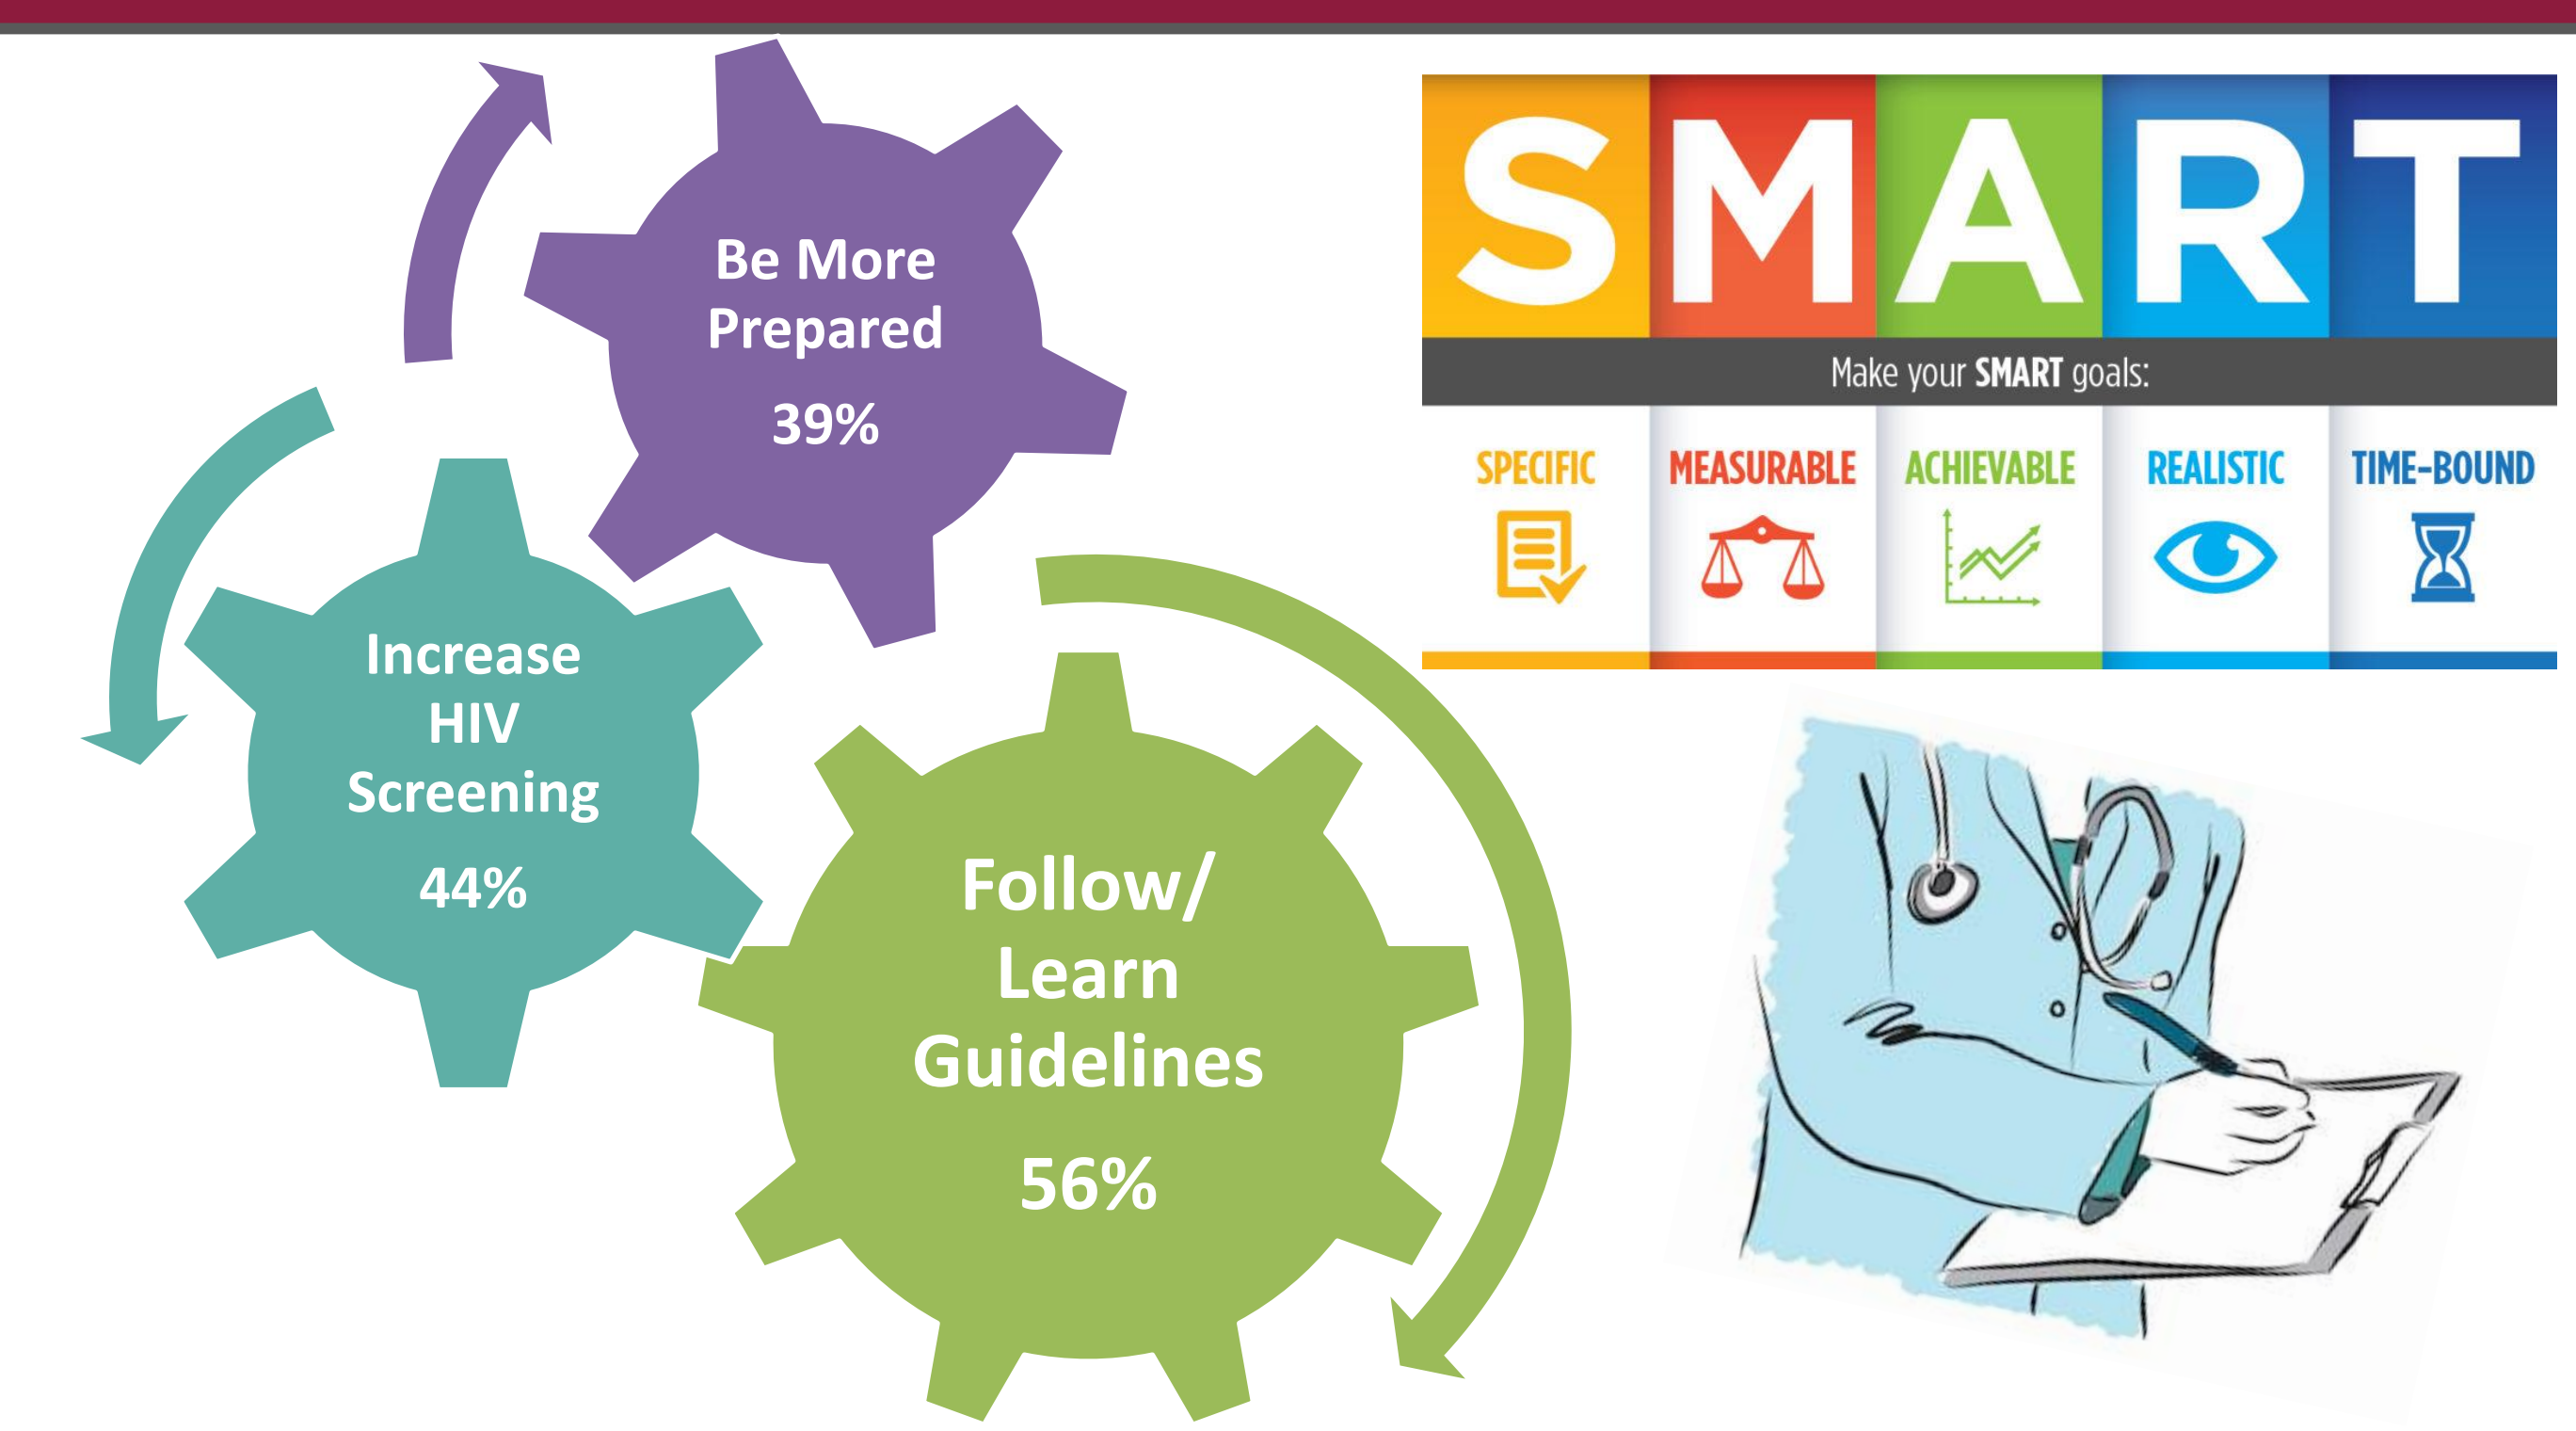 Be More
Prepared
39%
Increase
HIV
Screening
44%
Follow/
Learn
Guidelines
56%
SMART
Make your SMART goals:
SPECIFIC
MEASURABLE
ACHIEVABLE
REALISTIC
TIME-BOUND